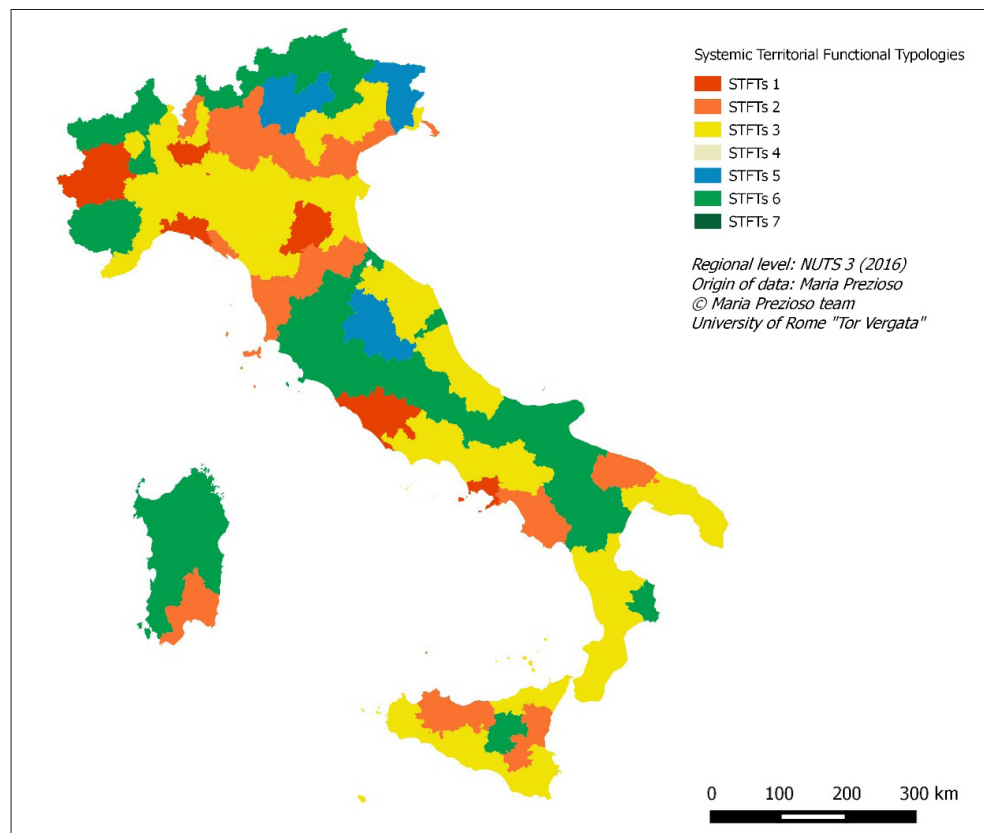 Systemic Territorial Functional Typologies
STFTs 1
STFTs 2
STFTs 3
STFTs 4
STFTs 5
STFTs 6
STFTs 7
Regional level: NUTS 3 (2016)
Origin of data: Maria Prezioso
© Maria Prezioso team
University of Rome "Tor Vergata"
0 100 200 300 km